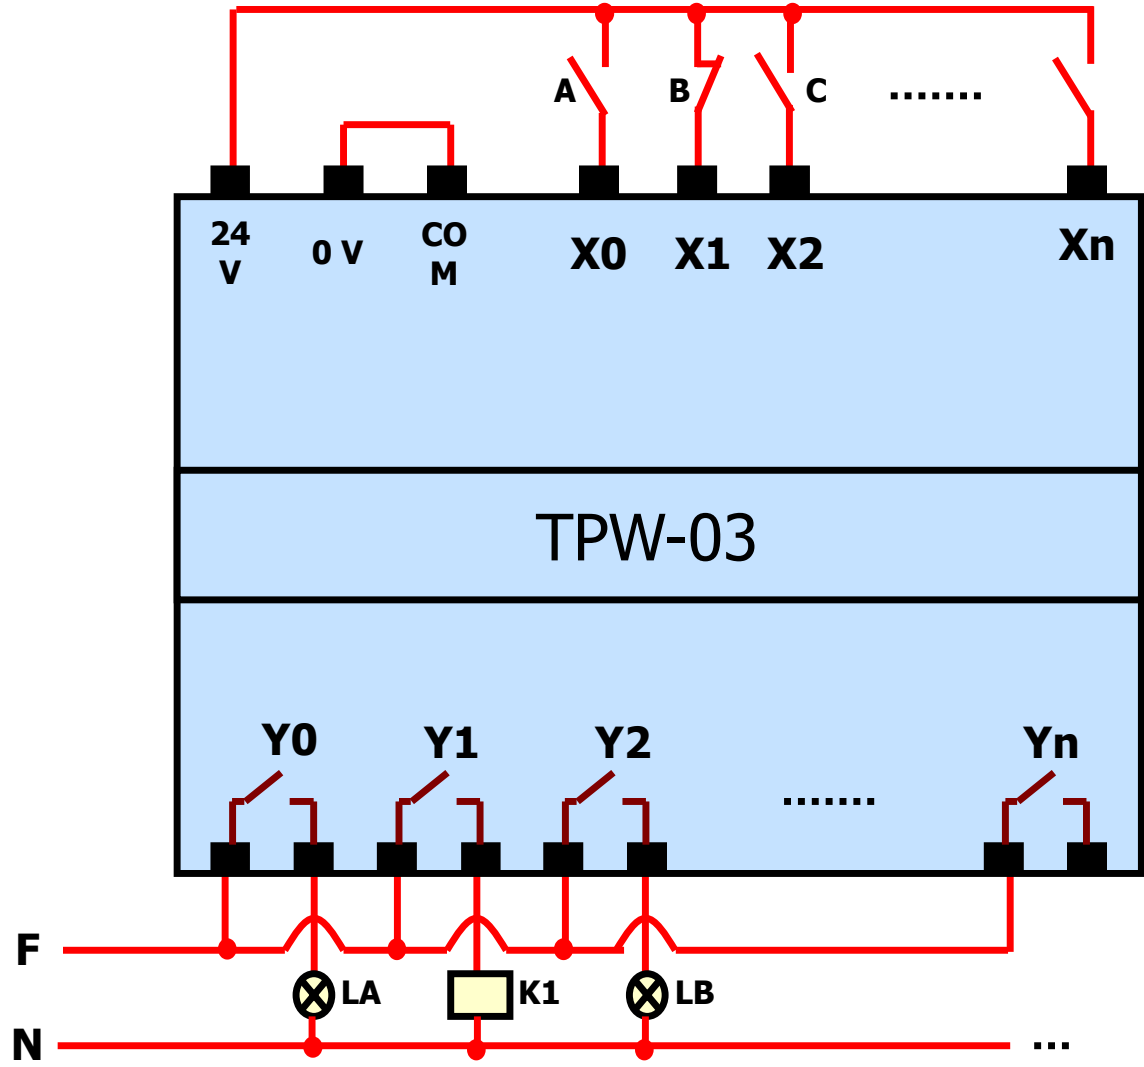 A B C .......
24 V 0 V CO M X0 X1 X2 Xn
TPW-03
Y0 Y1 Y2 ....... Yn
F
LA K1 LB
N ...